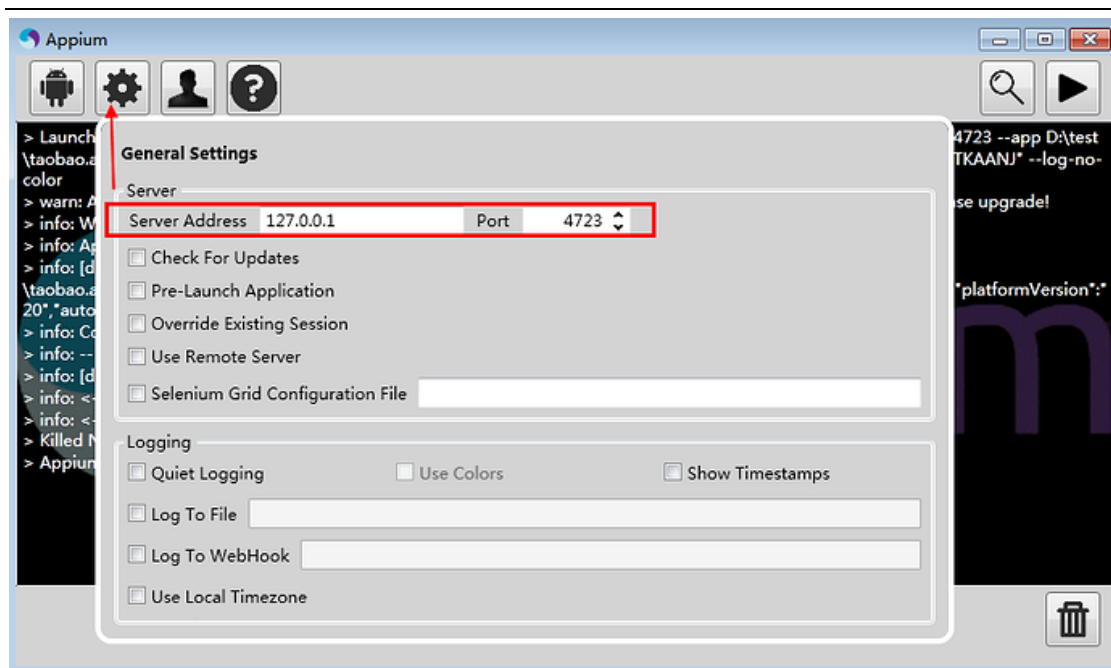 Appium
> Launch
4723 --app D:\test
\taobao.a
TKAANJ" --log-no-
color
> warn: A
se upgrade!
> info: W
> info: Ap
> info: [d
\taobao.a
"platformVersion":"
20","auto
> info: Co
> info: --
> info: [d
> info: <-
> info: <-
> Killed N
> Appium
General Settings
Server
Server Address 127.0.0.1 Port 4723
Check For Updates
Pre-Launch Application
Override Existing Session
Use Remote Server
Selenium Grid Configuration File
Logging
Quiet Logging Use Colors Show Timestamps
Log To File
Log To WebHook
Use Local Timezone